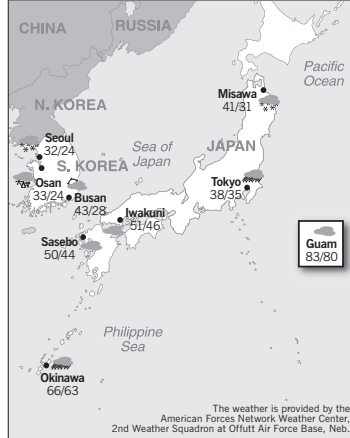 CHINA
RUSSIA
Pacific
Ocean
N. KOREA
Misawa
41/31
Seoul
32/24
Sea of
Japan
JAPAN
S. KOREA
Osan
33/24
Busan
43/28
Tokyo
38/35
Iwakuni
51/46
Sasebo
50/44
Guam
83/80
Philippine
Sea
Okinawa
66/63
The weather is provided by the
American Forces Network Weather Center,
2nd Weather Squadron at Offutt Air Force Base, Neb.